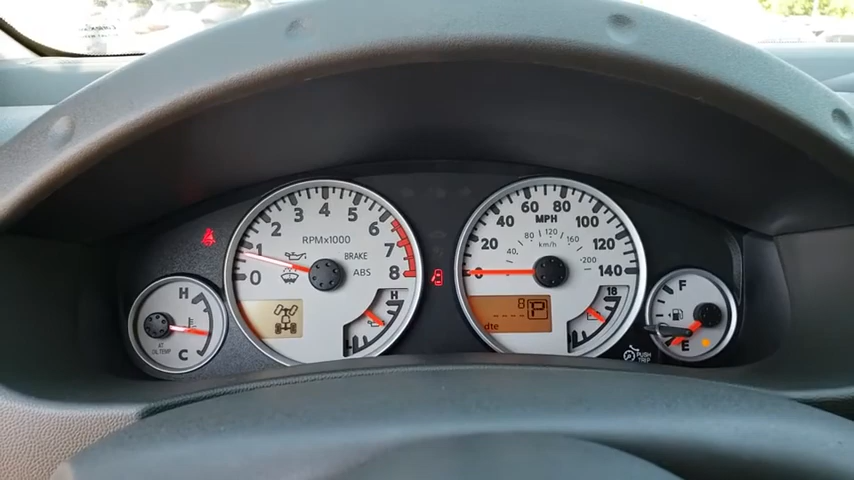 H
AT
OIL TEMP
C
0
1
2
3
4
5
6
7
8
RPMx1000
BRAKE
ABS
H
L
0
20
40
60
80
100
120
140
MPH
40
80
120
160
200
km/h
8 P
----
dte
18
8
PUSH
TRIP
F
E